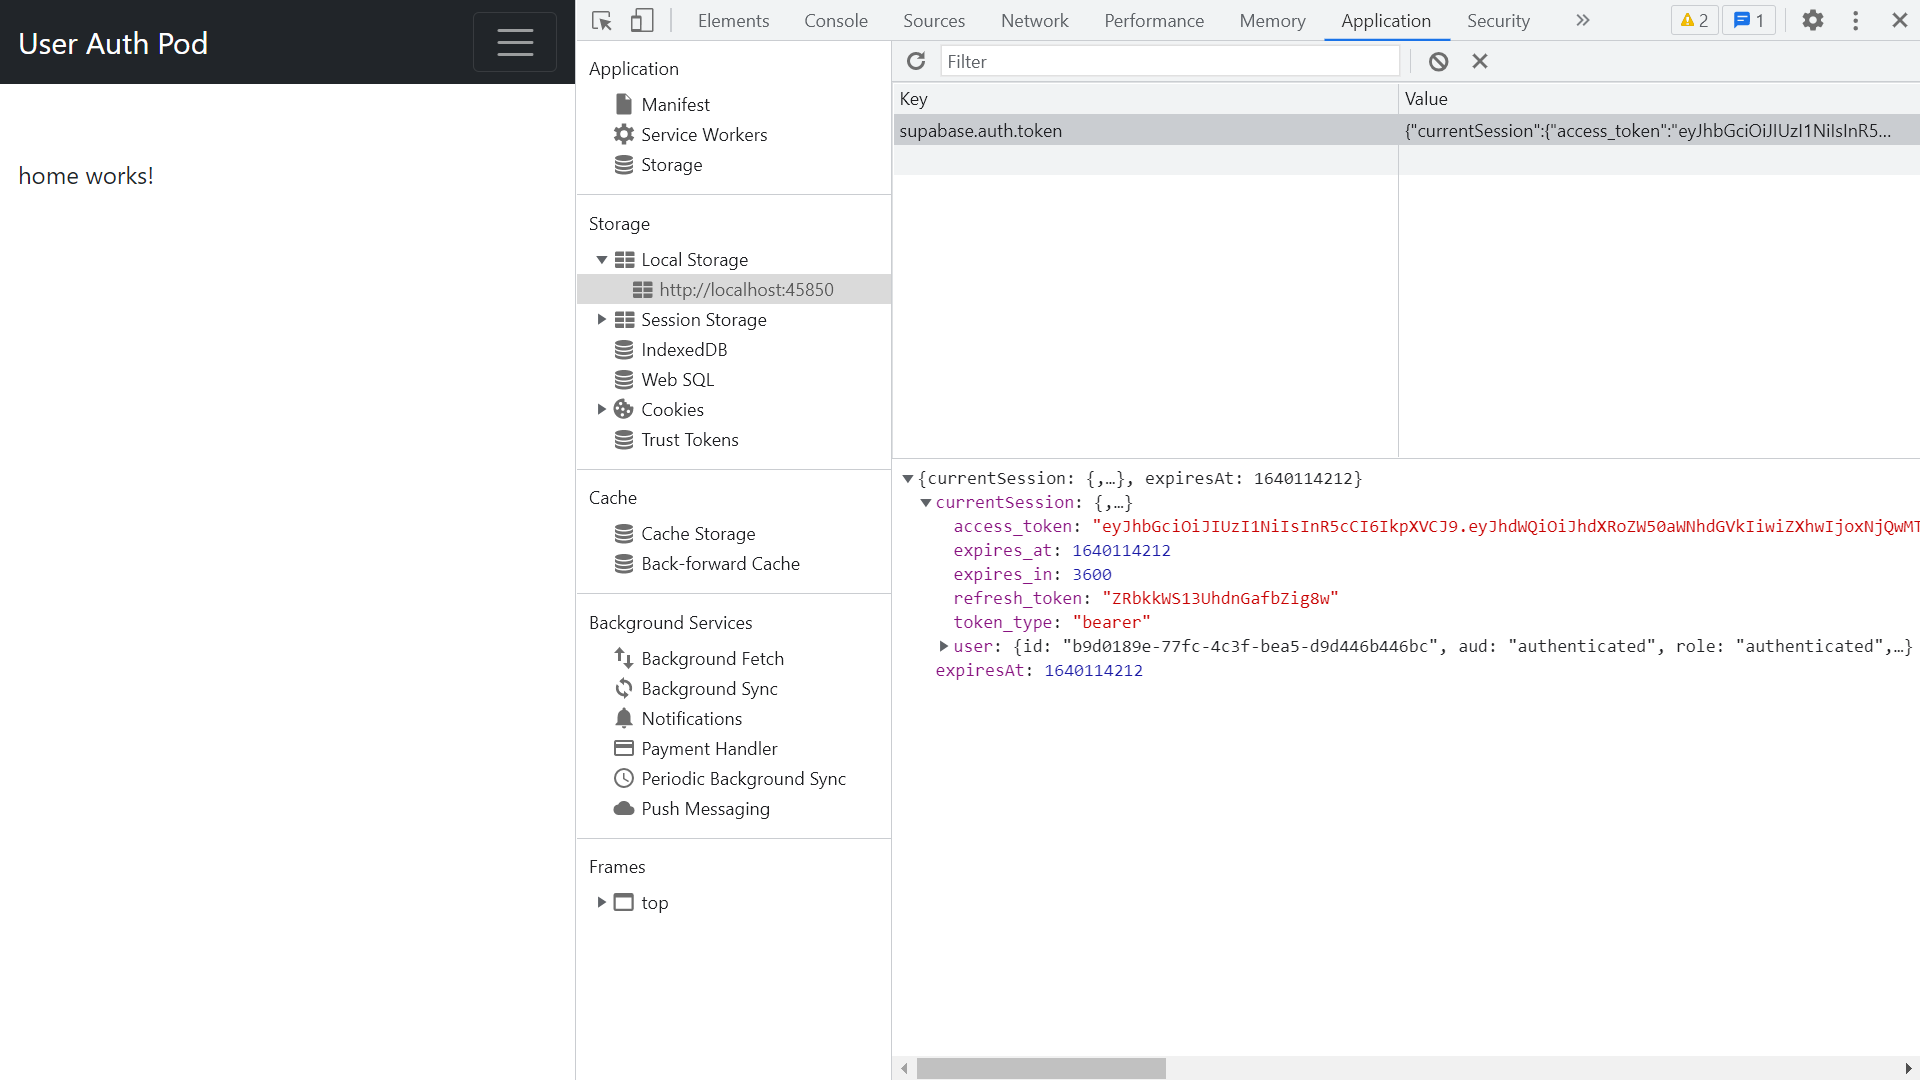 User Auth Pod
home works!
Elements Console Sources Network Performance Memory Application Security 2 1
Application
Manifest
Service Workers
Storage
Storage
Local Storage
http://localhost:45850
Session Storage
IndexedDB
Web SQL
Cookies
Trust Tokens
Cache
Cache Storage
Back-forward Cache
Background Services
Background Fetch
Background Sync
Notifications
Payment Handler
Periodic Background Sync
Push Messaging
Frames
top
Filter
Key Value
supabase.auth.token {"currentSession":{"access_token":"eyJhbGciOiJIUzI1NiIsInR5...
{currentSession: {,…}, expiresAt: 1640114212}
currentSession: {,…}
access_token: "eyJhbGciOiJIUzI1NiIsInR5cCI6IkpXVCJ9.eyJhdWQiOiJhdXRoZW50aWNhdGVkIiwiZXhwIjoxNjQwMT
expires_at: 1640114212
expires_in: 3600
refresh_token: "ZRbkkWS13UhdnGafbZig8w"
token_type: "bearer"
user: {id: "b9d0189e-77fc-4c3f-bea5-d9d446b446bc", aud: "authenticated", role: "authenticated",…}
expiresAt: 1640114212